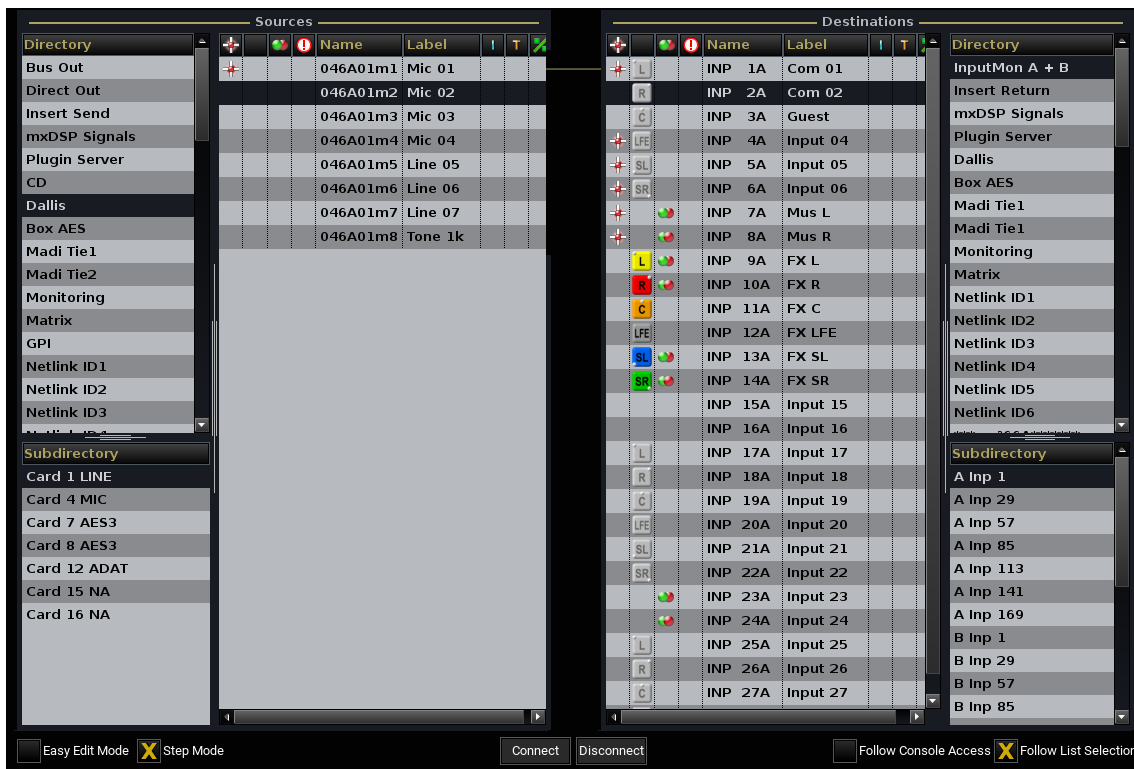 Sources
Directory
Bus Out
Direct Out
Insert Send
mxDSP Signals
Plugin Server
CD
Dallis
Box AES
Madi Tie1
Madi Tie2
Monitoring
Matrix
GPI
Netlink ID1
Netlink ID2
Netlink ID3
Subdirectory
Card 1 LINE
Card 4 MIC
Card 7 AES3
Card 8 AES3
Card 12 ADAT
Card 15 NA
Card 16 NA
Name Label I T
046A01m1 Mic 01
046A01m2 Mic 02
046A01m3 Mic 03
046A01m4 Mic 04
046A01m5 Line 05
046A01m6 Line 06
046A01m7 Line 07
046A01m8 Tone 1k
Destinations
Name Label I T
L INP 1A Com 01
R INP 2A Com 02
C INP 3A Guest
LFE INP 4A Input 04
SL INP 5A Input 05
SR INP 6A Input 06
INP 7A Mus L
INP 8A Mus R
L INP 9A FX L
R INP 10A FX R
C INP 11A FX C
LFE INP 12A FX LFE
SL INP 13A FX SL
SR INP 14A FX SR
INP 15A Input 15
INP 16A Input 16
L INP 17A Input 17
R INP 18A Input 18
C INP 19A Input 19
LFE INP 20A Input 20
SL INP 21A Input 21
SR INP 22A Input 22
INP 23A Input 23
INP 24A Input 24
L INP 25A Input 25
R INP 26A Input 26
C INP 27A Input 27
Directory
InputMon A + B
Insert Return
mxDSP Signals
Plugin Server
Dallis
Box AES
Madi Tie1
Madi Tie1
Monitoring
Matrix
Netlink ID1
Netlink ID2
Netlink ID3
Netlink ID4
Netlink ID5
Netlink ID6
Subdirectory
A Inp 1
A Inp 29
A Inp 57
A Inp 85
A Inp 113
A Inp 141
A Inp 169
B Inp 1
B Inp 29
B Inp 57
B Inp 85
Easy Edit Mode X Step Mode
Connect Disconnect
Follow Console Access X Follow List Selection